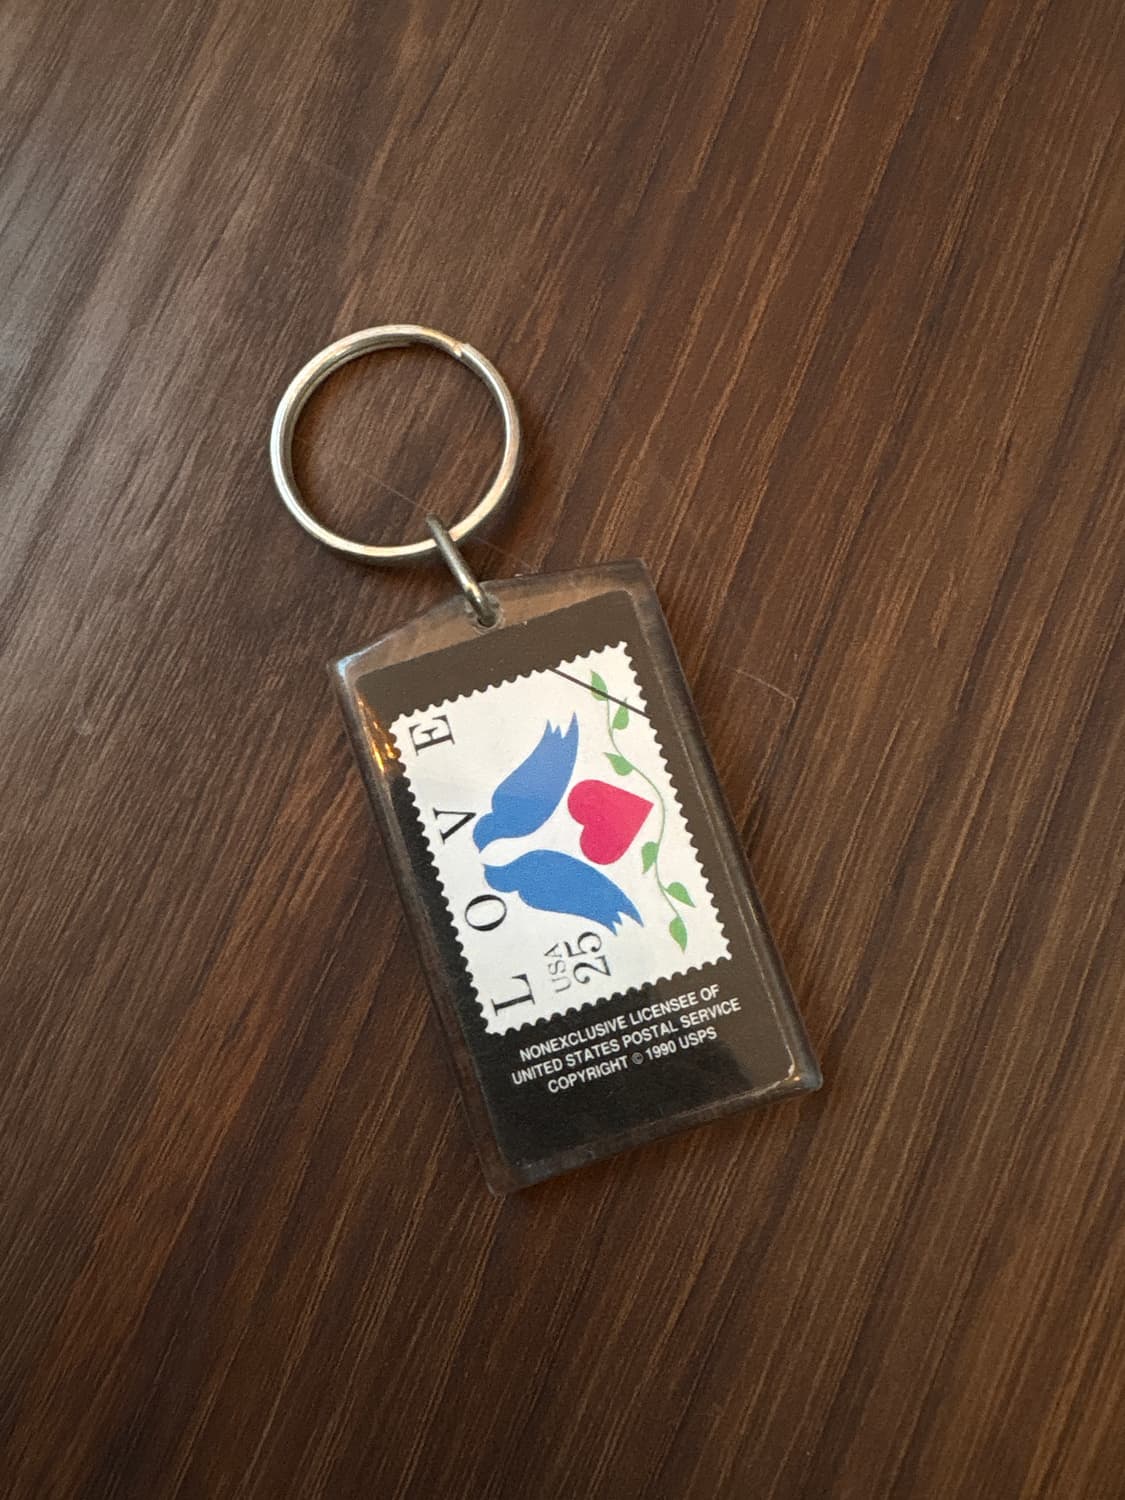 LOVE
USA
25
NONEXCLUSIVE LICENSEE OF
UNITED STATES POSTAL SERVICE
COPYRIGHT © 1990 USPS